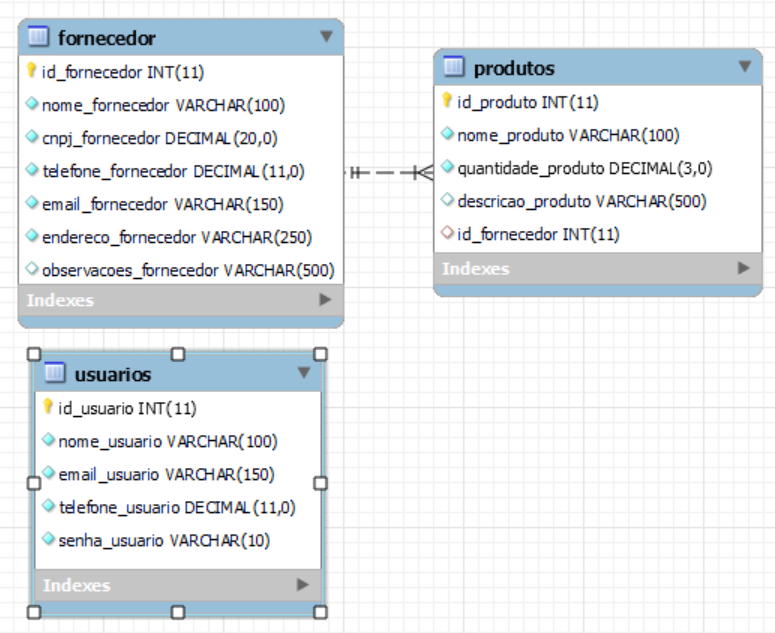 fornecedor
id_fornecedor INT(11)
nome_fornecedor VARCHAR(100)
cnpj_fornecedor DECIMAL(20,0)
telefone_fornecedor DECIMAL(11,0)
email_fornecedor VARCHAR(150)
endereco_fornecedor VARCHAR(250)
observacoes_fornecedor VARCHAR(500)
Indexes
produtos
id_produto INT(11)
nome_produto VARCHAR(100)
quantidade_produto DECIMAL(3,0)
descricao_produto VARCHAR(500)
id_fornecedor INT(11)
Indexes
usuarios
id_usuario INT(11)
nome_usuario VARCHAR(100)
email_usuario VARCHAR(150)
telefone_usuario DECIMAL(11,0)
senha_usuario VARCHAR(10)
Indexes